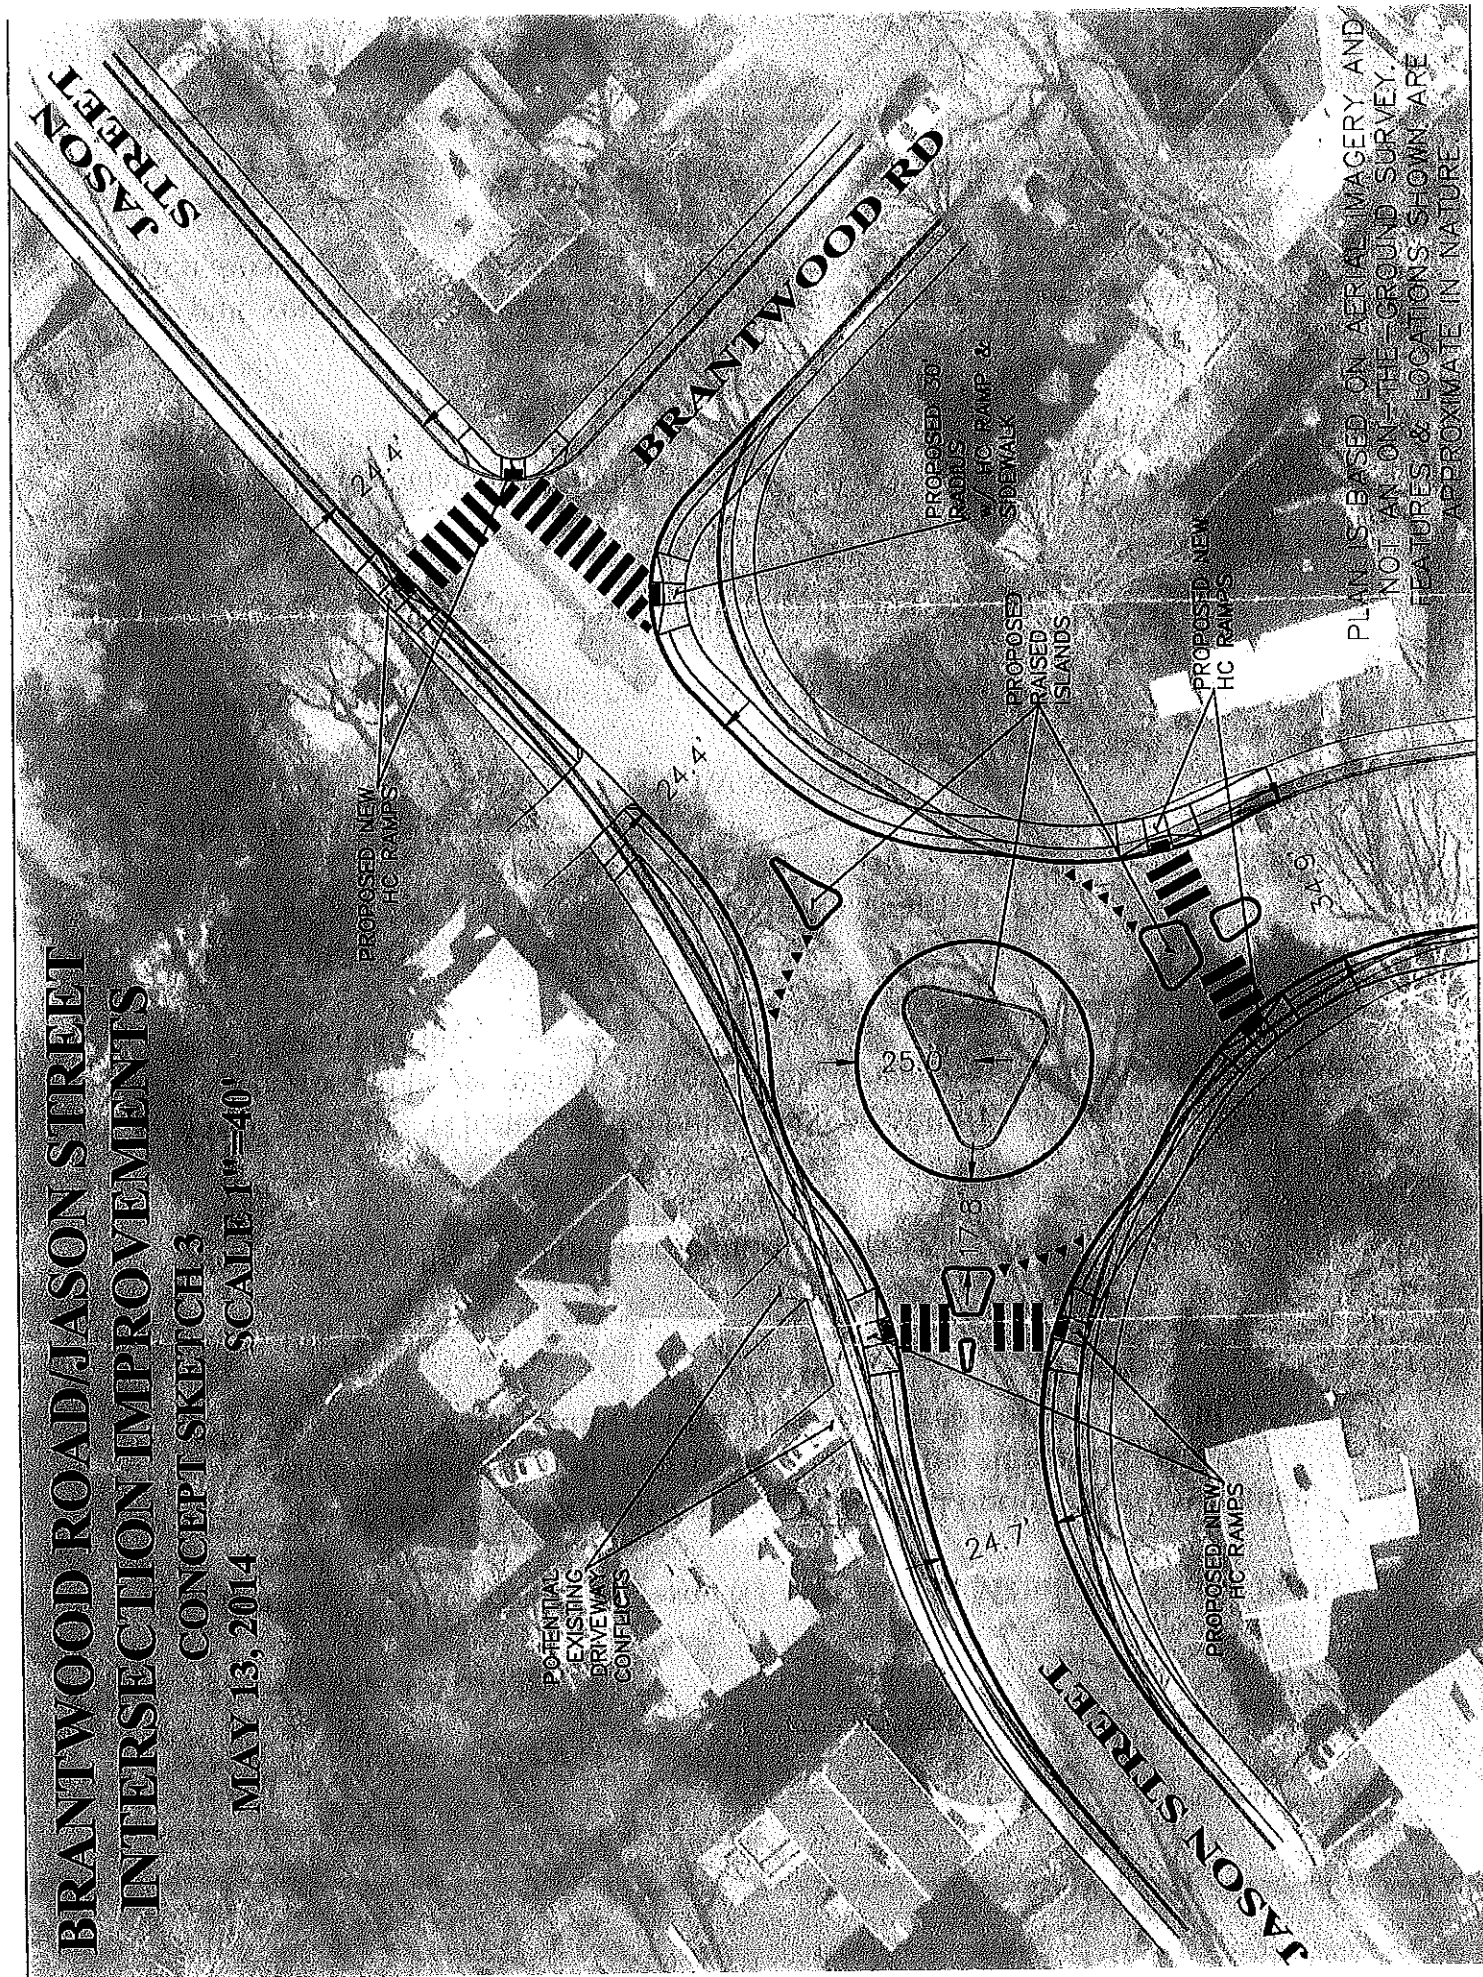 BRANTWOOD ROAD/JASON STREET
INTERSECTION IMPROVEMENTS
CONCEPT SKETCH 3
MAY 13, 2014 SCALE 1"=40'
JASON
STREET
PROPOSED NEW
HC RAMPS
24.4'
BRANTWOOD RD
24.4'
PROPOSED 30'
RADIUS
w/ HC RAMP &
SIDEWALK
POTENTIAL
EXISTING
DRIVEWAY
CONFLICTS
25.0'
17.8'
PROPOSED
RAISED
ISLANDS
PROPOSED NEW
HC RAMPS
34.9
24.7'
PROPOSED NEW
HC RAMPS
JASON STREET
PLAN IS BASED ON AERIAL IMAGERY AND
NOT AN ON-THE-GROUND SURVEY.
FEATURES & LOCATIONS SHOWN ARE
APPROXIMATE IN NATURE